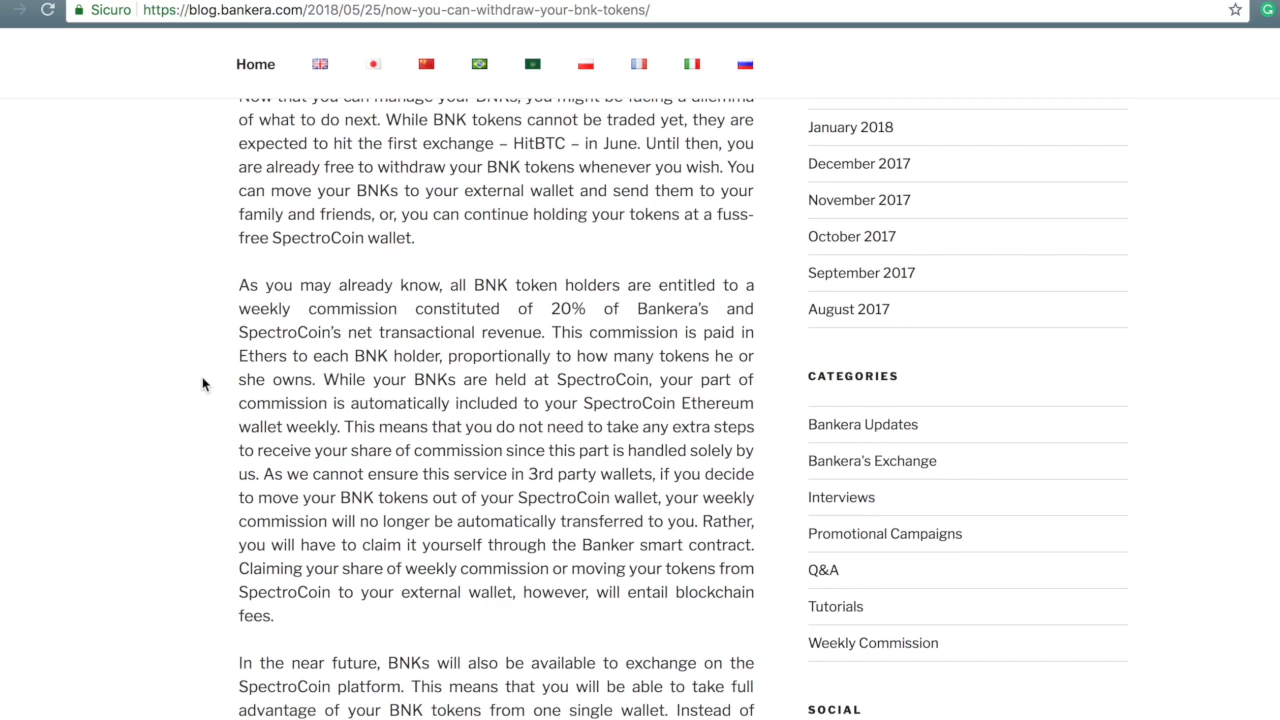 Sicuro https://blog.bankera.com/2018/05/25/now-you-can-withdraw-your-bnk-tokens/
Home
Now that you can manage your BNKs, you might be facing a dilemma
of what to do next. While BNK tokens cannot be traded yet, they are
expected to hit the first exchange – HitBTC – in June. Until then, you
are already free to withdraw your BNK tokens whenever you wish. You
can move your BNKs to your external wallet and send them to your
family and friends, or, you can continue holding your tokens at a fuss-
free SpectroCoin wallet.
As you may already know, all BNK token holders are entitled to a
weekly commission constituted of 20% of Bankera’s and
SpectroCoin’s net transactional revenue. This commission is paid in
Ethers to each BNK holder, proportionally to how many tokens he or
she owns. While your BNKs are held at SpectroCoin, your part of
commission is automatically included to your SpectroCoin Ethereum
wallet weekly. This means that you do not need to take any extra steps
to receive your share of commission since this part is handled solely by
us. As we cannot ensure this service in 3rd party wallets, if you decide
to move your BNK tokens out of your SpectroCoin wallet, your weekly
commission will no longer be automatically transferred to you. Rather,
you will have to claim it yourself through the Banker smart contract.
Claiming your share of weekly commission or moving your tokens from
SpectroCoin to your external wallet, however, will entail blockchain
fees.
In the near future, BNKs will also be available to exchange on the
SpectroCoin platform. This means that you will be able to take full
advantage of your BNK tokens from one single wallet. Instead of
January 2018
December 2017
November 2017
October 2017
September 2017
August 2017
CATEGORIES
Bankera Updates
Bankera's Exchange
Interviews
Promotional Campaigns
Q&A
Tutorials
Weekly Commission
SOCIAL